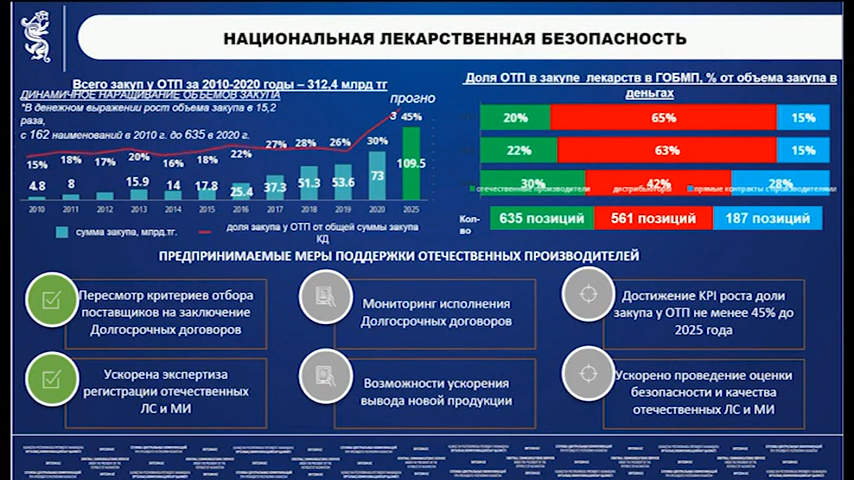 НАЦИОНАЛЬНАЯ ЛЕКАРСТВЕННАЯ БЕЗОПАСНОСТЬ
Всего закуп у ОТП за 2010-2020 годы – 312,4 млрд тг
ДИНАМИЧНОЕ НАРАЩИВАНИЕ ОБЪЕМОВ ЗАКУПА
*В денежном выражении рост объема закупа в 15,2
раза,
с 162 наименований в 2010 г. до 635 в 2020 г.
прогно
з 45%
15% 18% 17% 20% 16% 18% 22% 27% 28% 26% 30%
4.8 8 15.9 14 17.8 25.4 37.3 51.3 53.6 73 109.5
2010 2011 2012 2013 2014 2015 2016 2017 2018 2019 2020 2025
сумма закупа, млрд.тг.
доля закупа у ОТП от общей суммы закупа
КД
Доля ОТП в закупе лекарств в ГОБМП, % от объема закупа в
деньгах
20% 65% 15%
22% 63% 15%
30% 42% 28%
отечественные производители дистрибьюторы прямые контракты с производителями
Кол-
во
635 позиций 561 позиций 187 позиций
ПРЕДПРИНИМАЕМЫЕ МЕРЫ ПОДДЕРЖКИ ОТЕЧЕСТВЕННЫХ ПРОИЗВОДИТЕЛЕЙ
Пересмотр критериев отбора
поставщиков на заключение
Долгосрочных договоров
Мониторинг исполнения
Долгосрочных договоров
Достижение KPI роста доли
закупа у ОТП не менее 45% до
2025 года
Ускорена экспертиза
регистрации отечественных
ЛС и МИ
Возможности ускорения
вывода новой продукции
Ускорено проведение оценки
безопасности и качества
отечественных ЛС и МИ